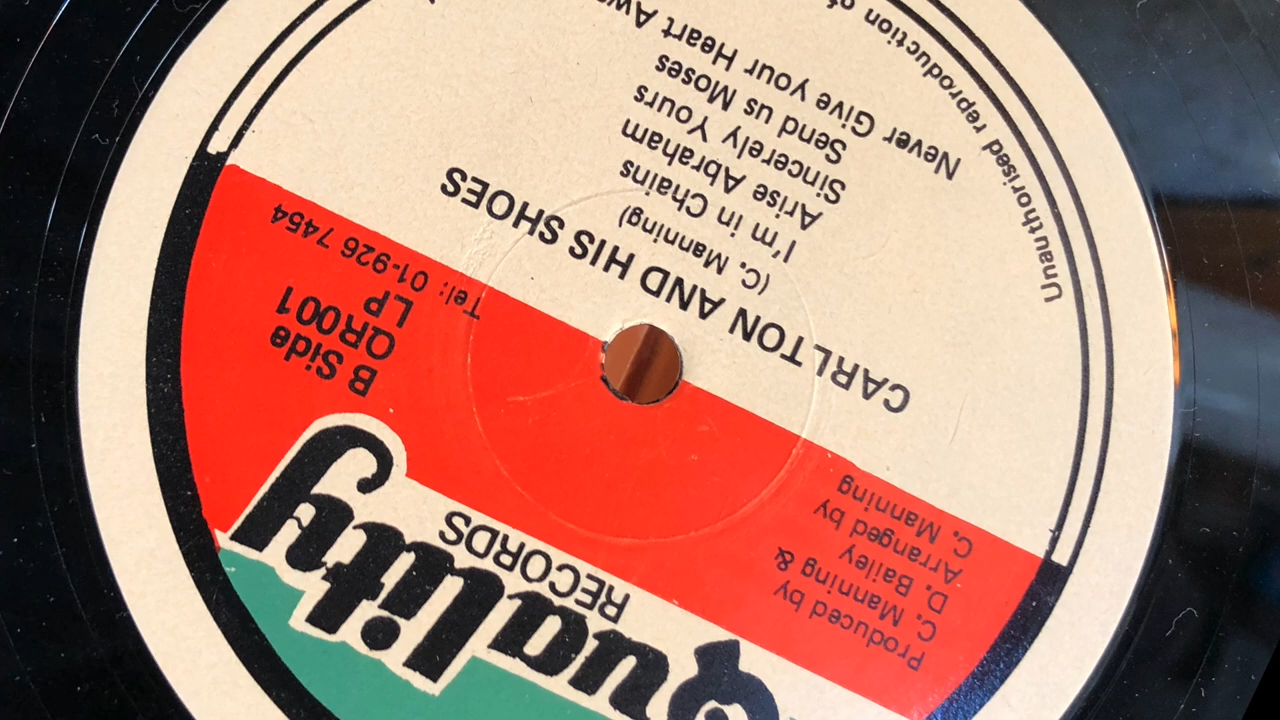 Quality
RECORDS
Produced by
C. Manning &
D. Bailey
Arranged by
C. Manning
B Side
QR001
LP
Tel: 01-926 7454
CARLTON AND HIS SHOES
(C. Manning)
I'm in Chains
Arise Abraham
Sincerely Yours
Send us Moses
Never Give your Heart
Unauthorised reproduction of